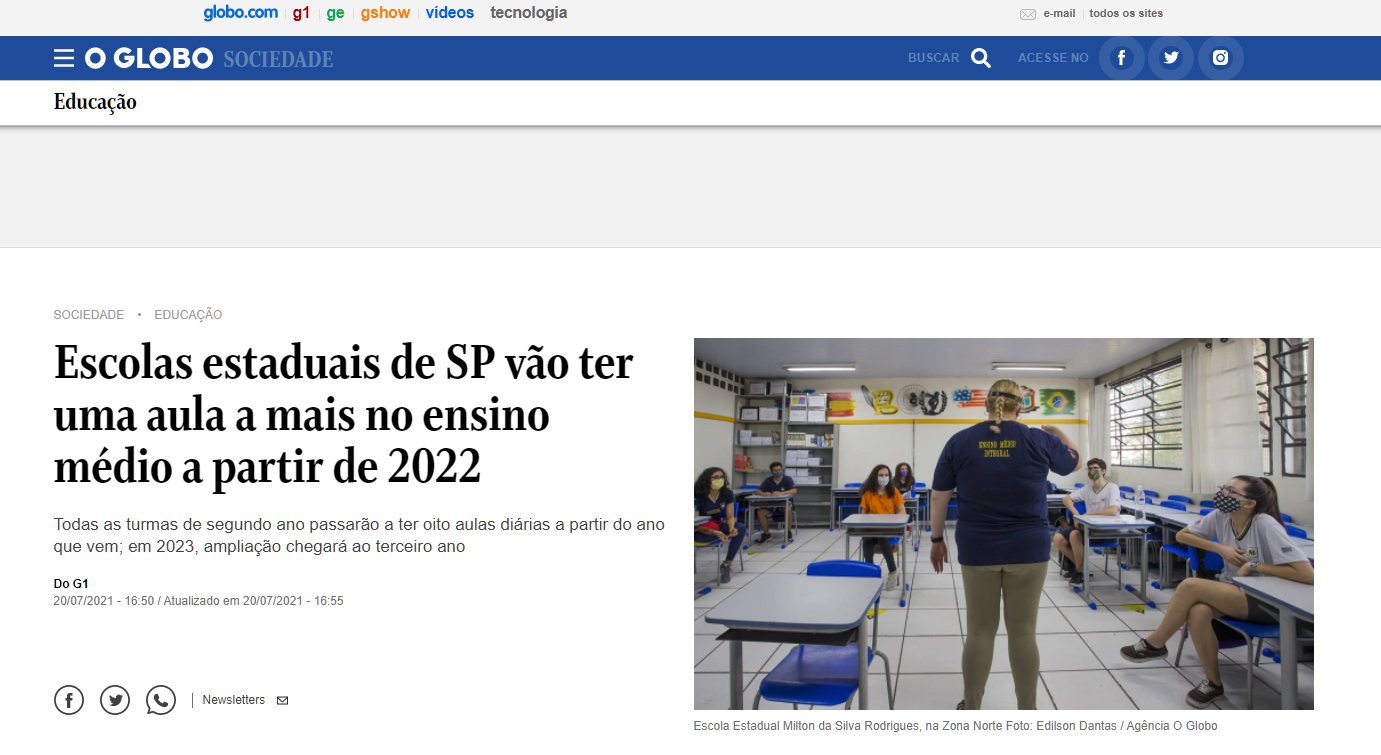 globo.com g1 ge gshow vídeos tecnologia e-mail todos os sites
O GLOBO SOCIEDADE BUSCAR ACESSE NO
Educação
SOCIEDADE • EDUCAÇÃO
Escolas estaduais de SP vão ter
uma aula a mais no ensino
médio a partir de 2022
Todas as turmas de segundo ano passarão a ter oito aulas diárias a partir do ano
que vem; em 2023, ampliação chegará ao terceiro ano
Do G1
20/07/2021 - 16:50 / Atualizado em 20/07/2021 - 16:55
Newsletters
ENSINO MÉDIO
INTEGRAL
Escola Estadual Milton da Silva Rodrigues, na Zona Norte Foto: Edilson Dantas / Agência O Globo